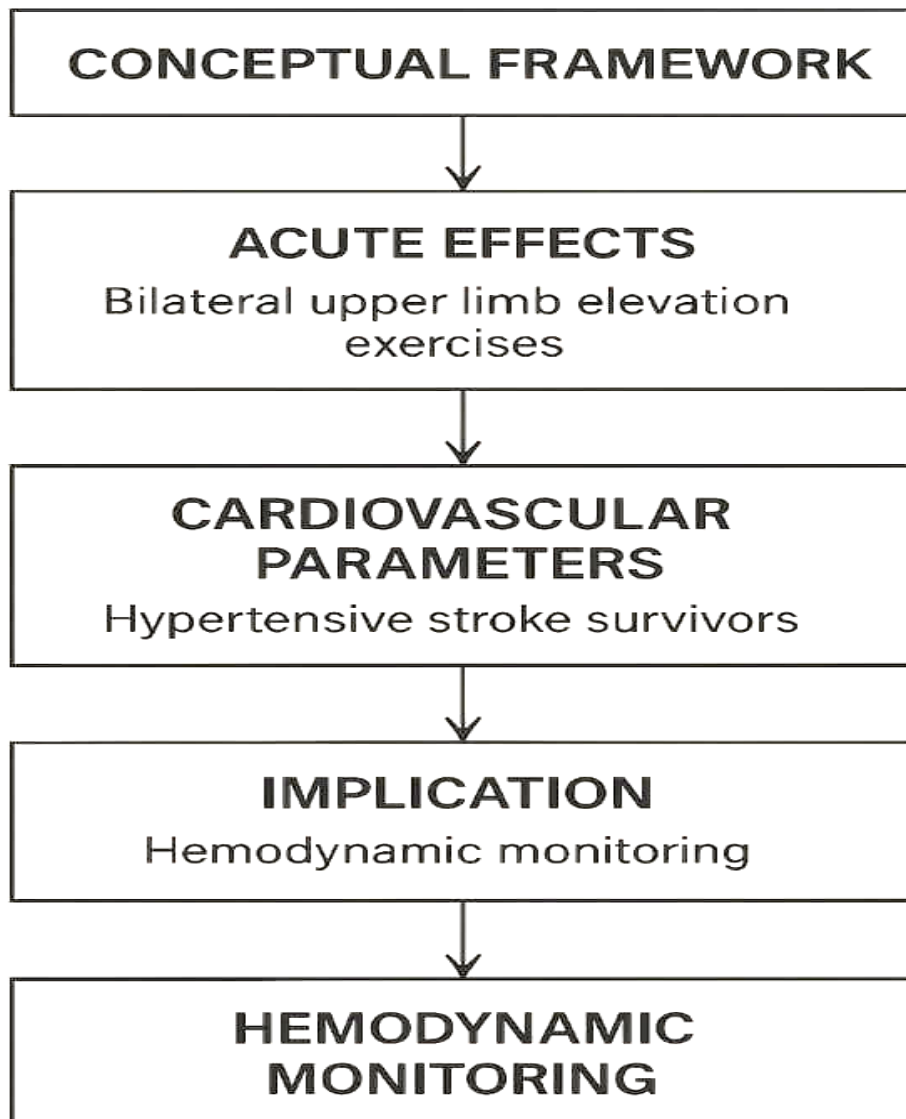 CONCEPTUAL FRAMEWORK
ACUTE EFFECTS
Bilateral upper limb elevation
exercises
CARDIOVASCULAR
PARAMETERS
Hypertensive stroke survivors
IMPLICATION
Hemodynamic monitoring
HEMODYNAMIC
MONITORING